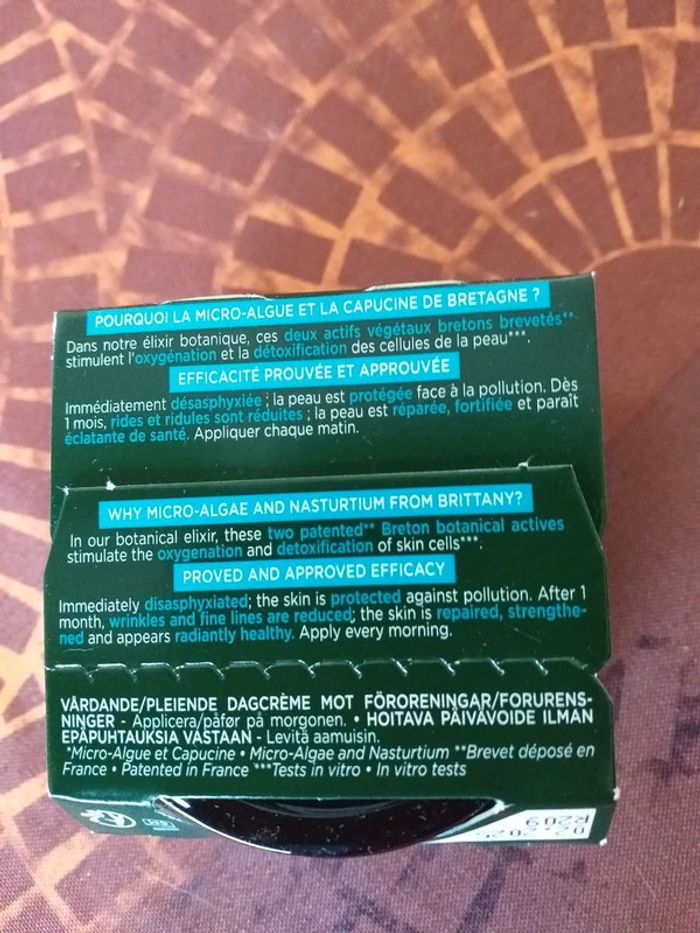 POURQUOI LA MICRO-ALGUE ET LA CAPUCINE DE BRETAGNE ?
Dans notre élixir botanique, ces deux actifs végétaux bretons brevetés**
stimulent l'oxygénation et la détoxification des cellules de la peau***.
EFFICACITÉ PROUVÉE ET APPROUVÉE
Immédiatement désasphyxiée ; la peau est protégée face à la pollution. Dès
1 mois, rides et ridules sont réduites ; la peau est réparée, fortifiée et paraît
éclatante de santé. Appliquer chaque matin.
WHY MICRO-ALGAE AND NASTURTIUM FROM BRITTANY?
In our botanical elixir, these two patented** Breton botanical actives
stimulate the oxygenation and detoxification of skin cells***.
PROVED AND APPROVED EFFICACY
Immediately disasphyxiated; the skin is protected against pollution. After 1
month, wrinkles and fine lines are reduced; the skin is repaired, strengthe-
ned and appears radiantly healthy. Apply every morning.
VÅRDANDE/PLEIENDE DAGCRÈME MOT FÖRORENINGAR/FORURENS-
NINGER - Applicera/påfør på morgonen. • HOITAVA PÄIVÄVOIDE ILMAN
EPÄPUHTAUKSIA VASTAAN - Levitä aamuisin.
*Micro-Algue et Capucine • Micro-Algae and Nasturtium **Brevet déposé en
France • Patented in France ***Tests in vitro • In vitro tests
R209